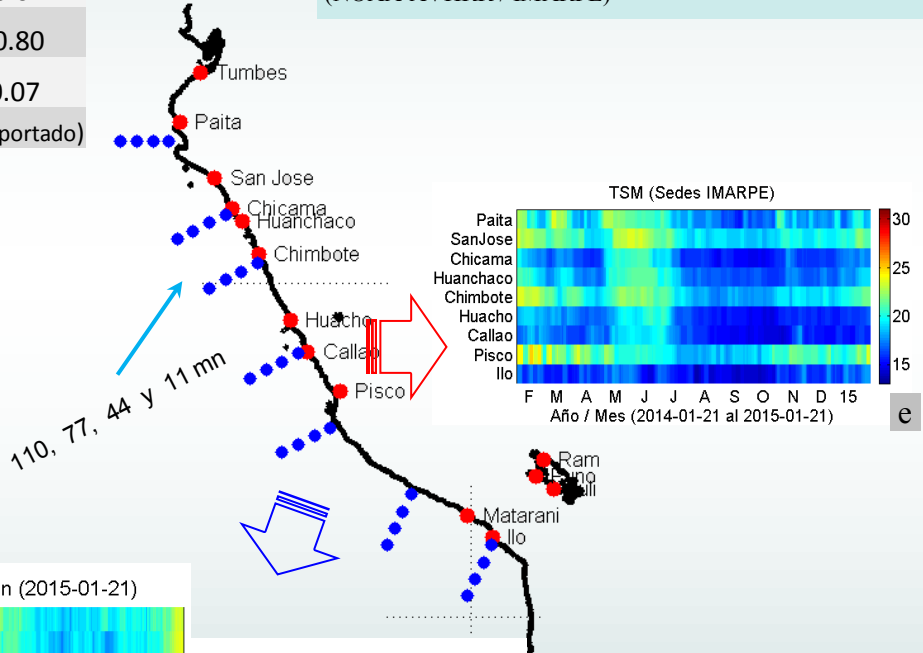 0.80
0.07
portado)
Tumbes
Paita
San Jose
Chicama
Huanchaco
Chimbote
Huacho
Callao
Pisco
Matarani
Ilo
Ram
110, 77, 44 y 11 mn
TSM (Sedes IMARPE)
Paita
SanJose
Chicama
Huanchaco
Chimbote
Huacho
Callao
Pisco
Ilo
30
25
20
15
F M A M J J A S O N D 15
Año / Mes (2014-01-21 al 2015-01-21)
e
n (2015-01-21)